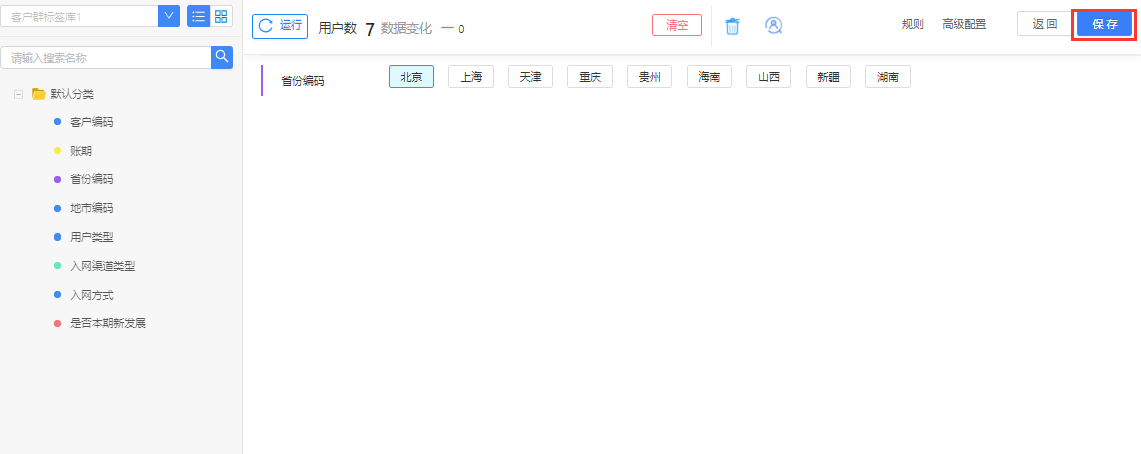 客户群标签库1
运行 用户数 7 数据变化 一 0 清空 规则 高级配置 返回 保存
请输入搜索名称
省份编码 北京 上海 天津 重庆 贵州 海南 山西 新疆 湖南
默认分类
客户编码
账期
省份编码
地市编码
用户类型
入网渠道类型
入网方式
是否本期新发展